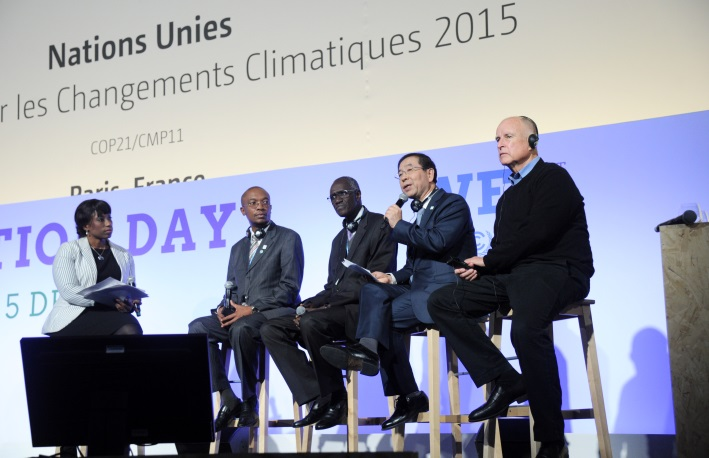 Nations Unies
r les Changements Climatiques 2015
COP21/CMP11
Paris, France
TION DAY
5 D